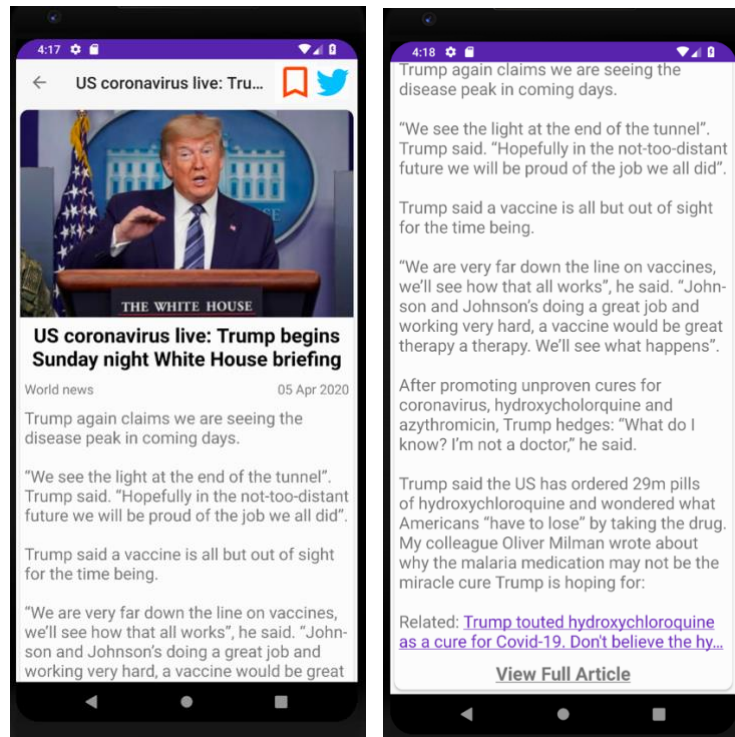 4:17
US coronavirus live: Tru...
THE WHITE HOUSE
US coronavirus live: Trump begins
Sunday night White House briefing
World news
05 Apr 2020
Trump again claims we are seeing the
disease peak in coming days.
“We see the light at the end of the tunnel”.
Trump said. “Hopefully in the not-too-distant
future we will be proud of the job we all did”.
Trump said a vaccine is all but out of sight
for the time being.
“We are very far down the line on vaccines,
we’ll see how that all works”, he said. “John-
son and Johnson’s doing a great job and
working very hard, a vaccine would be great
4:18
Trump again claims we are seeing the
disease peak in coming days.
“We see the light at the end of the tunnel”.
Trump said. “Hopefully in the not-too-distant
future we will be proud of the job we all did”.
Trump said a vaccine is all but out of sight
for the time being.
“We are very far down the line on vaccines,
we’ll see how that all works”, he said. “John-
son and Johnson’s doing a great job and
working very hard, a vaccine would be great
therapy a therapy. We’ll see what happens”.
After promoting unproven cures for
coronavirus, hydroxycholorquine and
azythromicin, Trump hedges: “What do I
know? I’m not a doctor,” he said.
Trump said the US has ordered 29m pills
of hydroxychloroquine and wondered what
Americans “have to lose” by taking the drug.
My colleague Oliver Milman wrote about
why the malaria medication may not be the
miracle cure Trump is hoping for:
Related: Trump touted hydroxychloroquine
as a cure for Covid-19. Don't believe the hy...
View Full Article